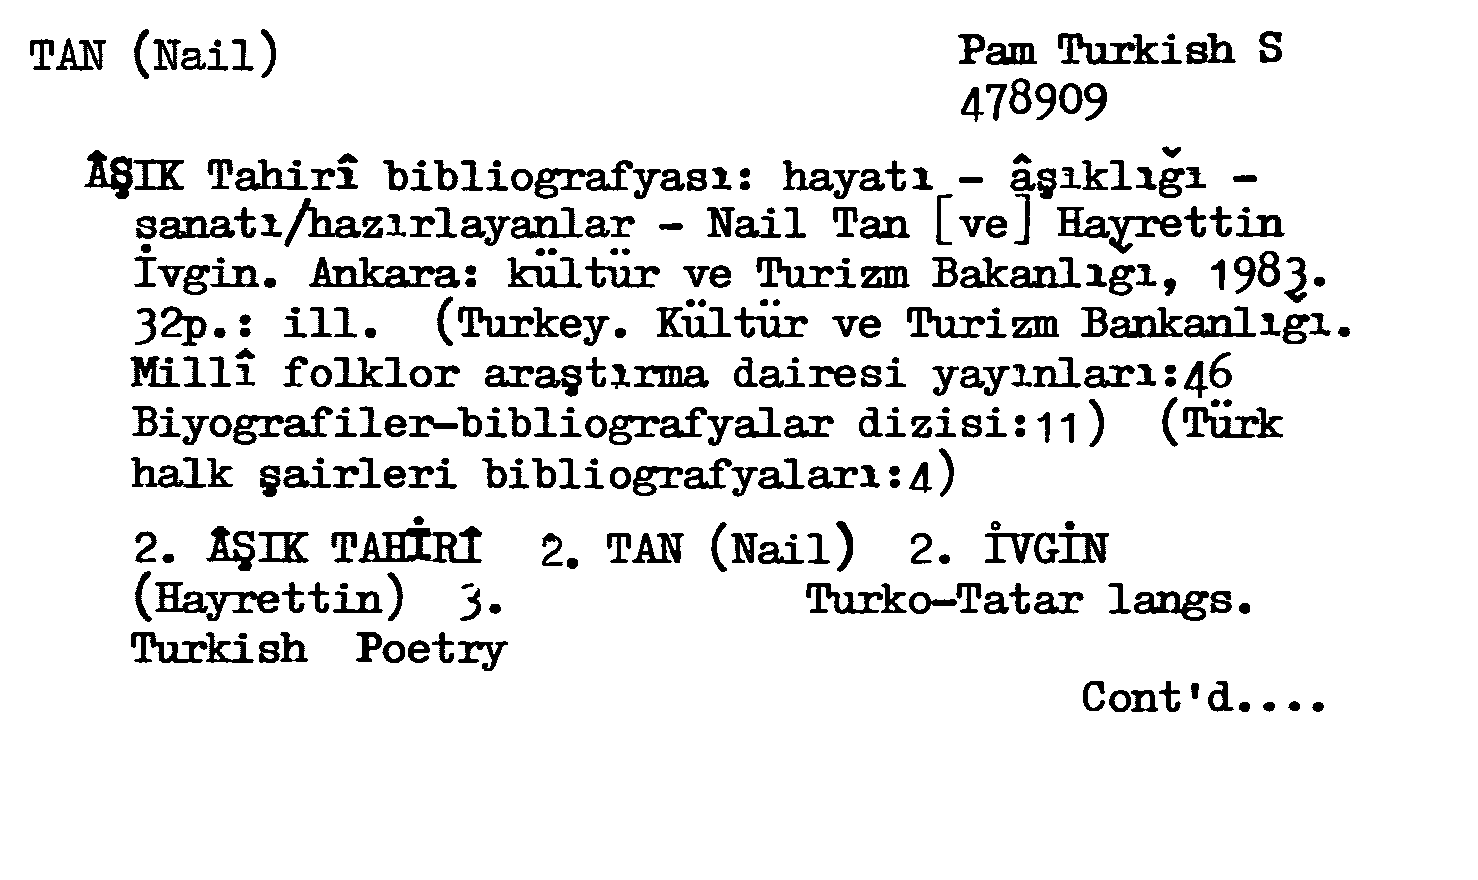 TAN (Nail)
Pam Turkish S
478909
ÂŞIK Tahirî bibliografyası: hayatı - âşıklığı -
sanatı/hazırlayanlar - Nail Tan [ve] Hayrettin
İvgin. Ankara: kültür ve Turizm Bakanlığı, 1983.
32p.: ill. (Turkey. Kültür ve Turizm Bankanlığı.
Millî folklor araştırma dairesi yayınları:46
Biyografiler-bibliografyalar dizisi:11) (Türk
halk şairleri bibliografyaları:4)
2. ÂŞIK TAHİRÎ 2. TAN (Nail) 2. İVGİN
(Hayrettin) 3. Turko-Tatar langs.
Turkish Poetry
Cont'd....